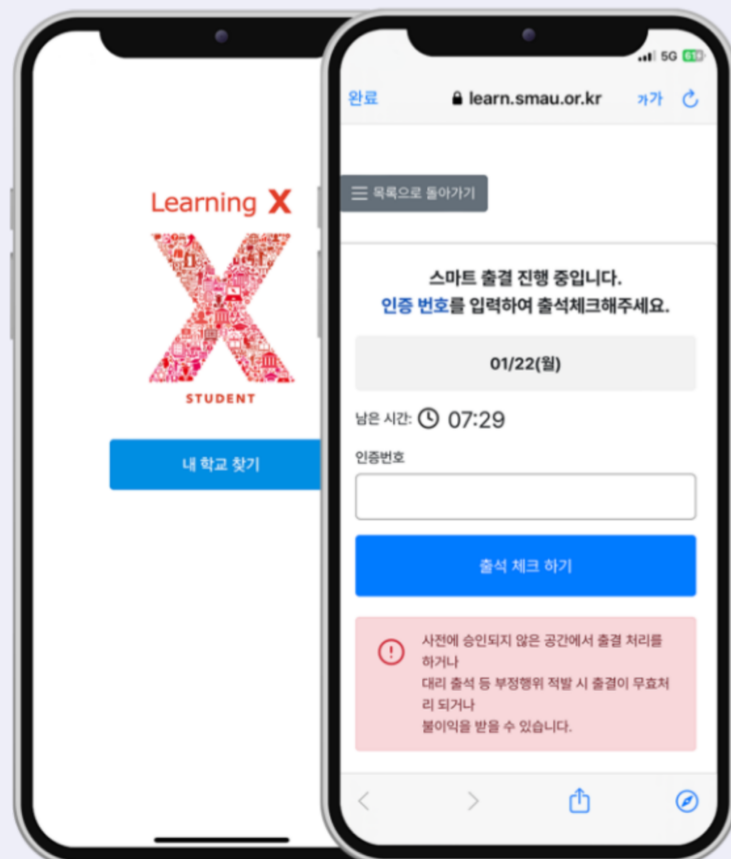 Learning X
STUDENT
내 학교 찾기
5G 61
완료
learn.smau.or.kr
가가
목록으로 돌아가기
스마트 출결 진행 중입니다.
인증 번호를 입력하여 출석체크해주세요.
01/22(월)
남은 시간: 07:29
인증번호
출석 체크 하기
사전에 승인되지 않은 공간에서 출결 처리를
하거나
대리 출석 등 부정행위 적발 시 출결이 무효처
리 되거나
불이익을 받을 수 있습니다.